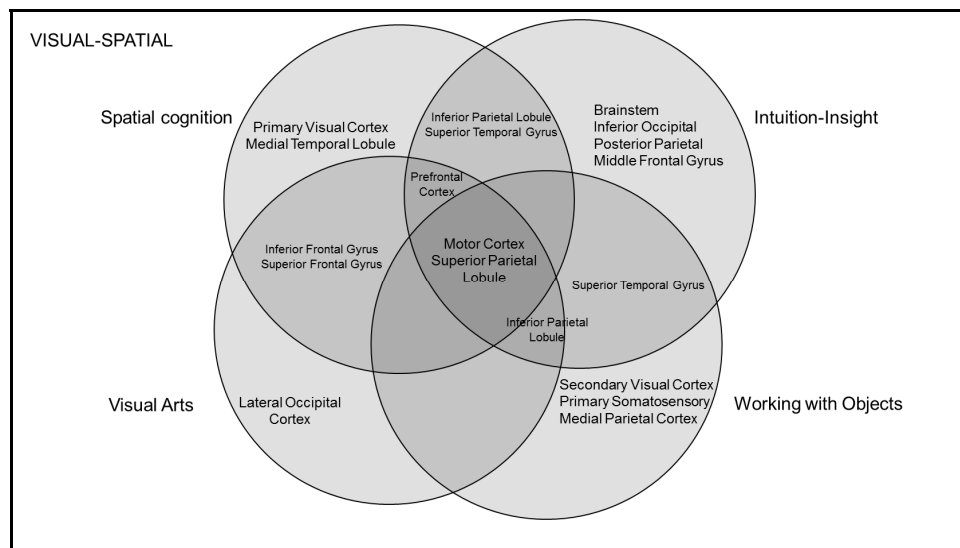 VISUAL-SPATIAL
Spatial cognition
Primary Visual Cortex
Medial Temporal Lobule
Inferior Parietal Lobule
Superior Temporal Gyrus
Brainstem
Inferior Occipital
Posterior Parietal
Middle Frontal Gyrus
Intuition-Insight
Prefrontal
Cortex
Inferior Frontal Gyrus
Superior Frontal Gyrus
Motor Cortex
Superior Parietal
Lobule
Superior Temporal Gyrus
Inferior Parietal
Lobule
Visual Arts
Lateral Occipital
Cortex
Secondary Visual Cortex
Primary Somatosensory
Medial Parietal Cortex
Working with Objects